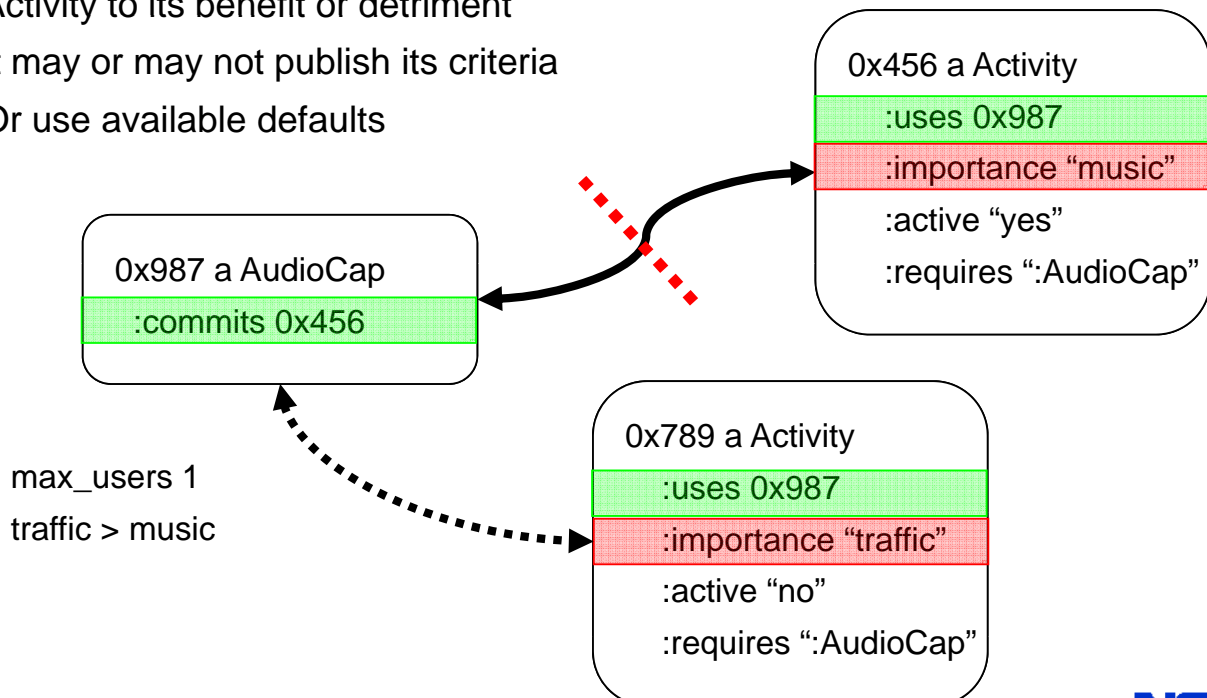 Activity to its benefit or detriment
may or may not publish its criteria
Or use available defaults
0x456 a Activity
:uses 0x987
:importance “music”
:active “yes”
:requires “:AudioCap”
0x987 a AudioCap
:commits 0x456
max_users 1
traffic > music
0x789 a Activity
:uses 0x987
:importance “traffic”
:active “no”
:requires “:AudioCap”